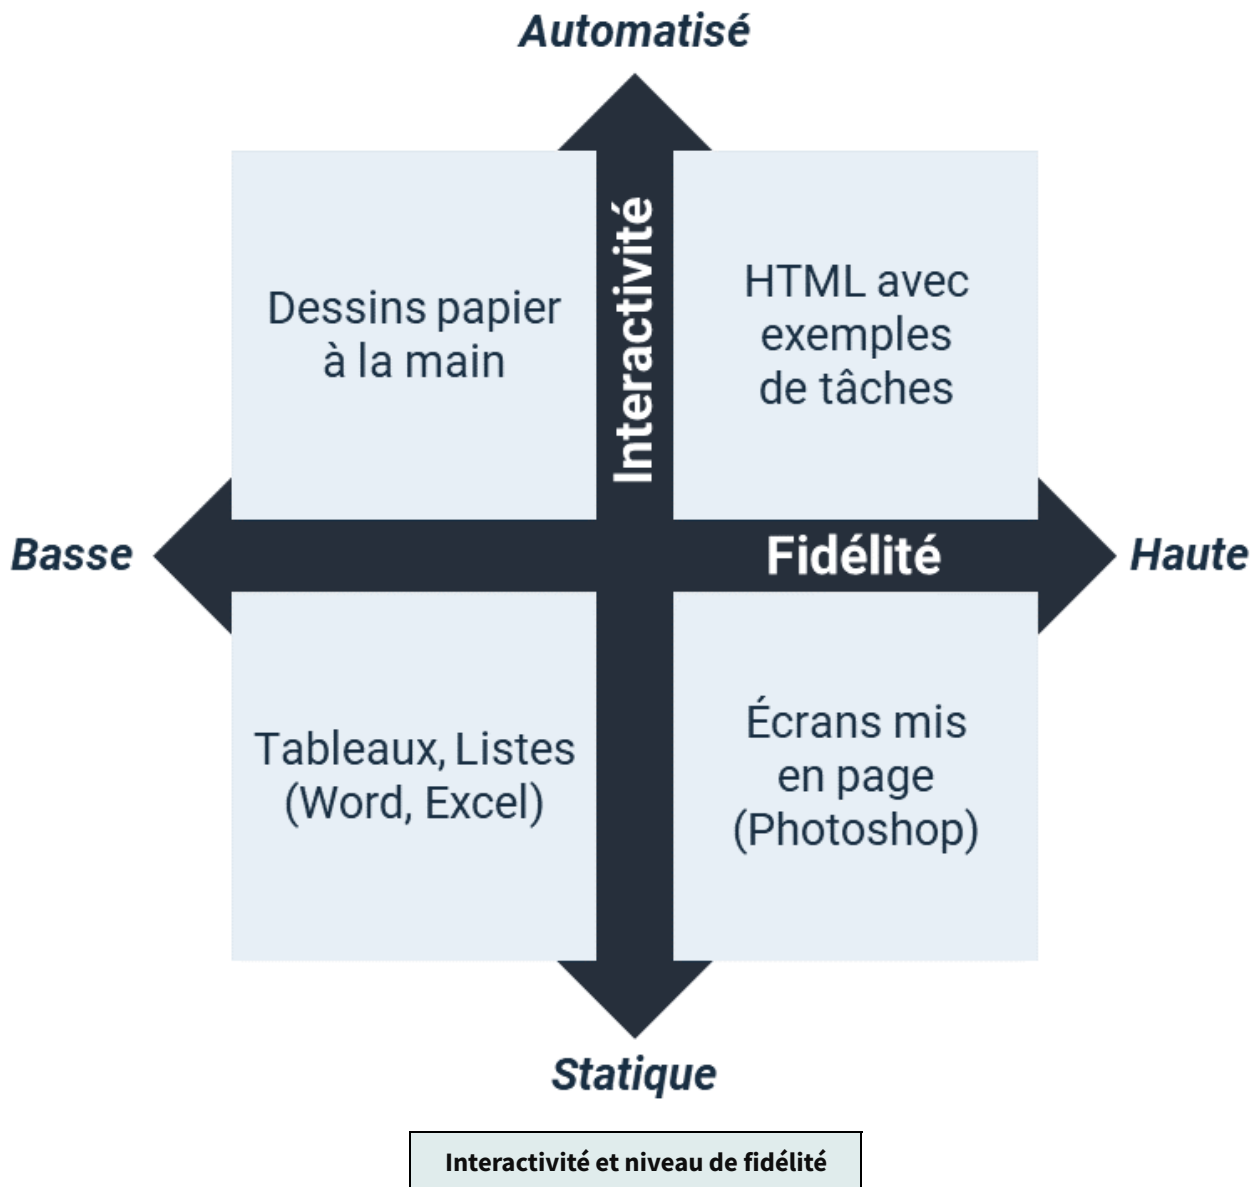 Automatisé
Interactivité
Dessins papier
à la main
HTML avec
exemples
de tâches
Basse
Fidélité
Haute
Tableaux, Listes
(Word, Excel)
Écrans mis
en page
(Photoshop)
Statique
Interactivité et niveau de fidélité